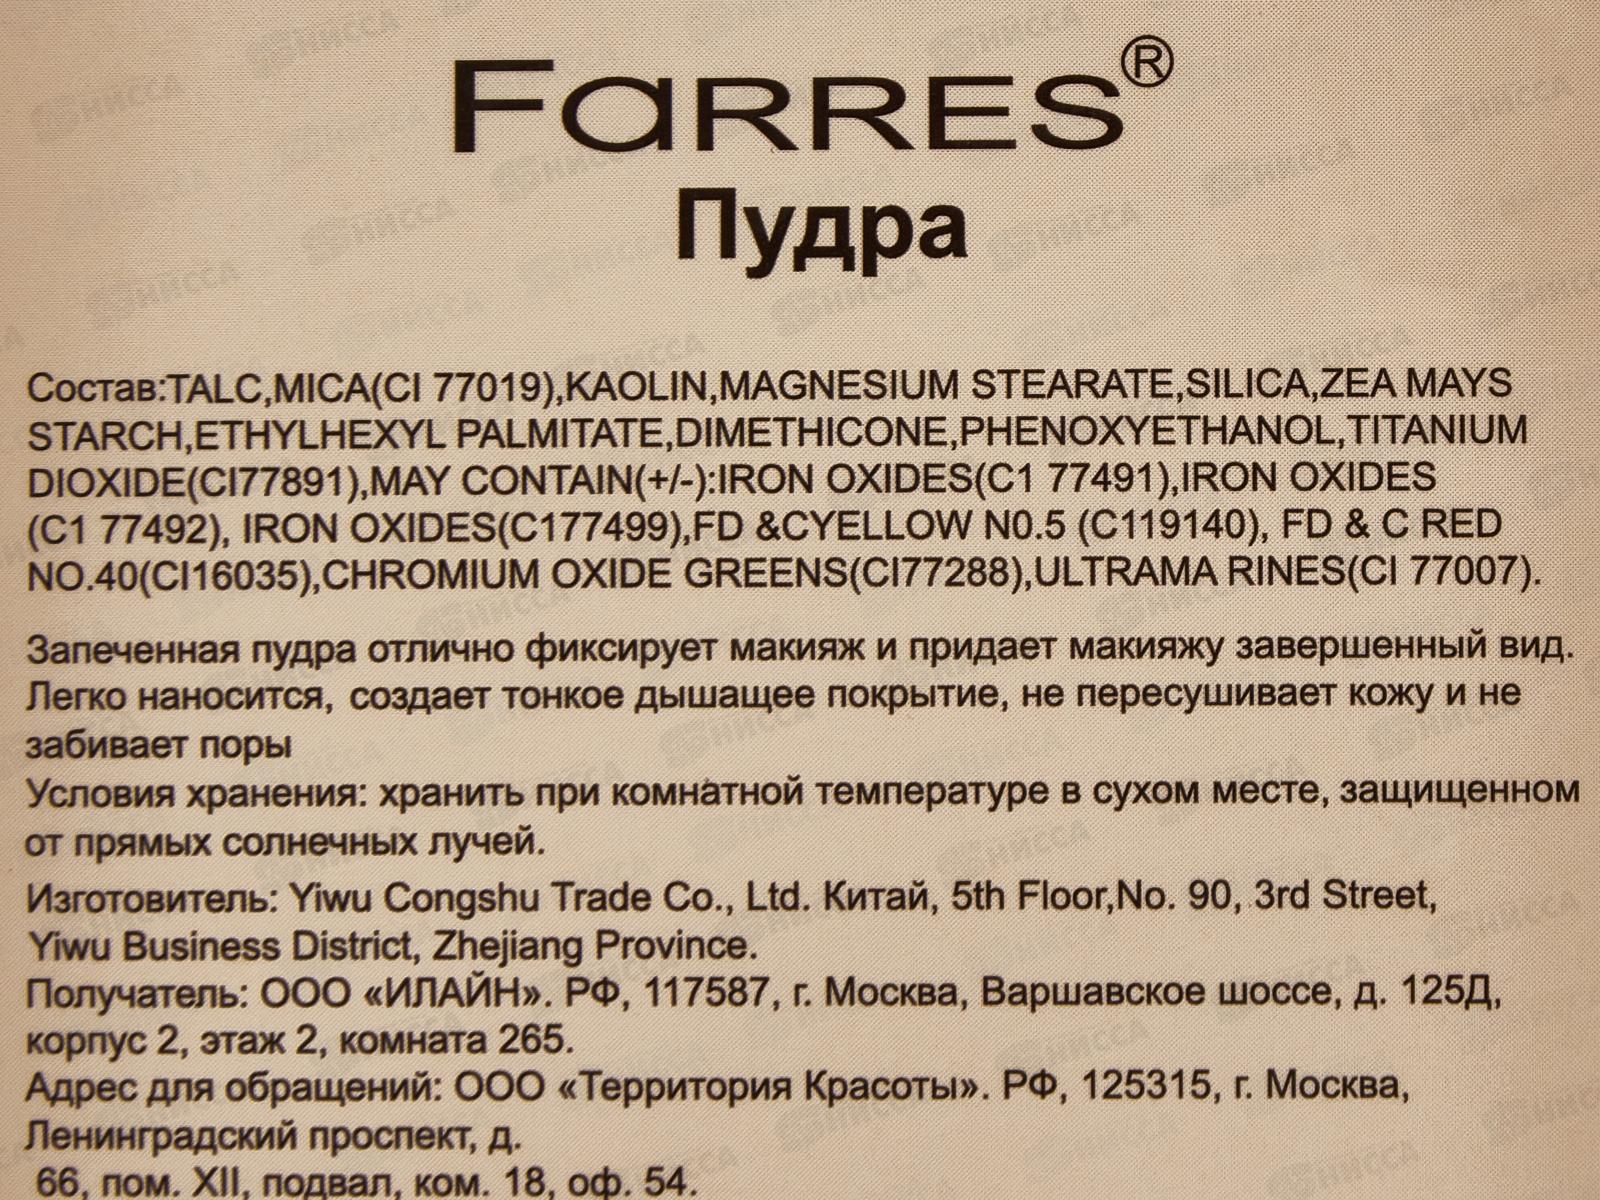 FARRES®
Пудра
Состав:TALC,MICA(CI 77019),KAOLIN,MAGNESIUM STEARATE,SILICA,ZEA MAYS
STARCH,ETHYLHEXYL PALMITATE,DIMETHICONE,PHENOXYETHANOL,TITANIUM
DIOXIDE(CI77891),MAY CONTAIN(+/-):IRON OXIDES(C1 77491),IRON OXIDES
(C1 77492), IRON OXIDES(C177499),FD &CYELLOW N0.5 (C119140), FD & C RED
NO.40(CI16035),CHROMIUM OXIDE GREENS(CI77288),ULTRAMA RINES(CI 77007).
Запеченная пудра отлично фиксирует макияж и придает макияжу завершенный вид.
Легко наносится, создает тонкое дышащее покрытие, не пересушивает кожу и не
забивает поры
Условия хранения: хранить при комнатной температуре в сухом месте, защищенном
от прямых солнечных лучей.
Изготовитель: Yiwu Congshu Trade Co., Ltd. Китай, 5th Floor,No. 90, 3rd Street,
Yiwu Business District, Zhejiang Province.
Получатель: ООО «ИЛАЙН». РФ, 117587, г. Москва, Варшавское шоссе, д. 125Д,
корпус 2, этаж 2, комната 265.
Адрес для обращений: ООО «Территория Красоты». РФ, 125315, г. Москва,
Ленинградский проспект, д.
66, пом. XII, подвал, ком. 18, оф. 54.